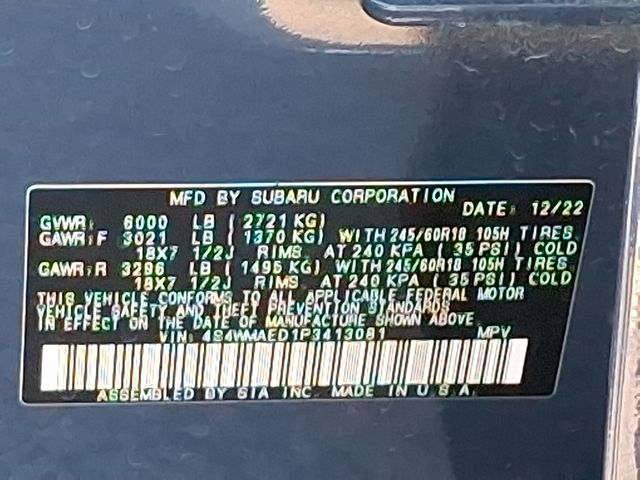 MFD BY SUBARU CORPORATION
DATE: 12/22
GVWR: 6000 LB (2721 KG)
GAWR:F 3021 LB (1370 KG) WITH 245/60R18 105H TIRES,
18X7 1/2J RIMS, AT 240 KPA (35 PSI) COLD
GAWR:R 3296 LB (1495 KG) WITH 245/60R18 105H TIRES,
18X7 1/2J RIMS, AT 240 KPA (35 PSI) COLD
THIS VEHICLE CONFORMS TO ALL APPLICABLE FEDERAL MOTOR
VEHICLE SAFETY AND THEFT PREVENTION STANDARDS
IN EFFECT ON THE DATE OF MANUFACTURE SHOWN ABOVE.
VIN: 4S4WMAED1P3413081 MPV
ASSEMBLED BY SIA INC. MADE IN U.S.A.